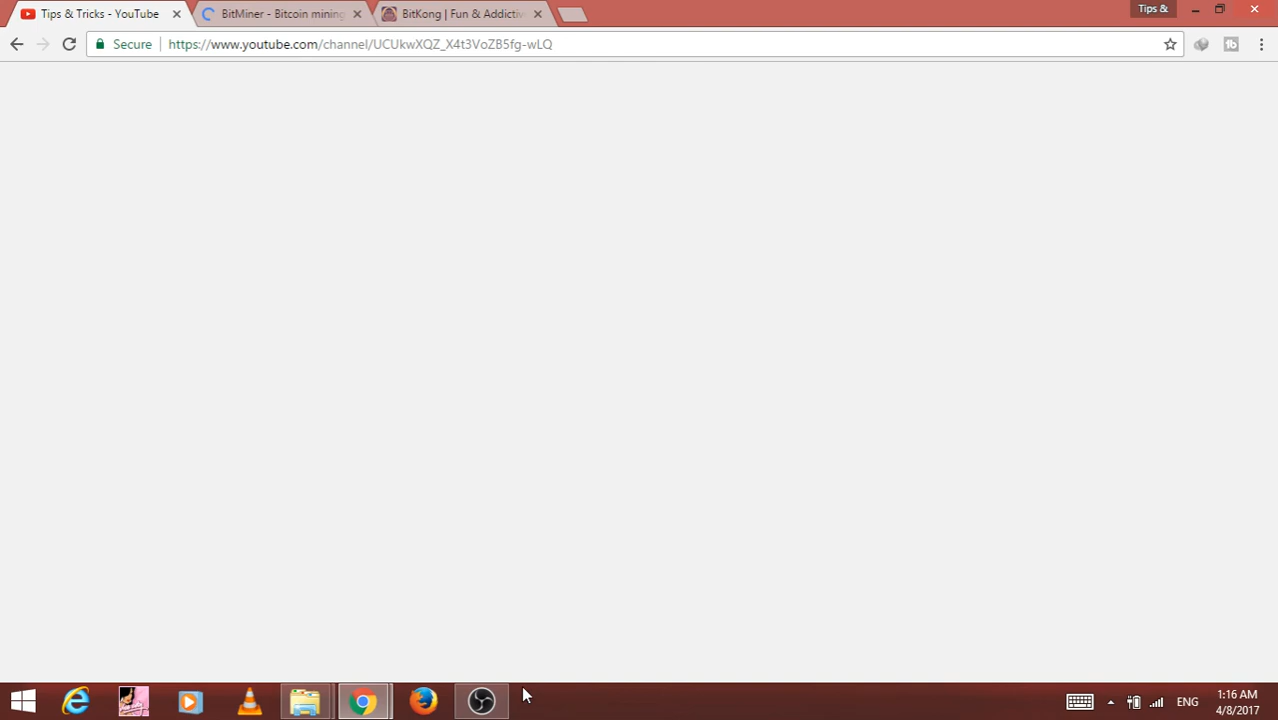 Tips & Tricks - YouTube
BitMiner - Bitcoin mining
BitKong | Fun & Addictiv
Tips &
Secure
https://www.youtube.com/channel/UCUkwXQZ_X4t3VoZB5fg-wLQ
ENG
1:16 AM
4/8/2017